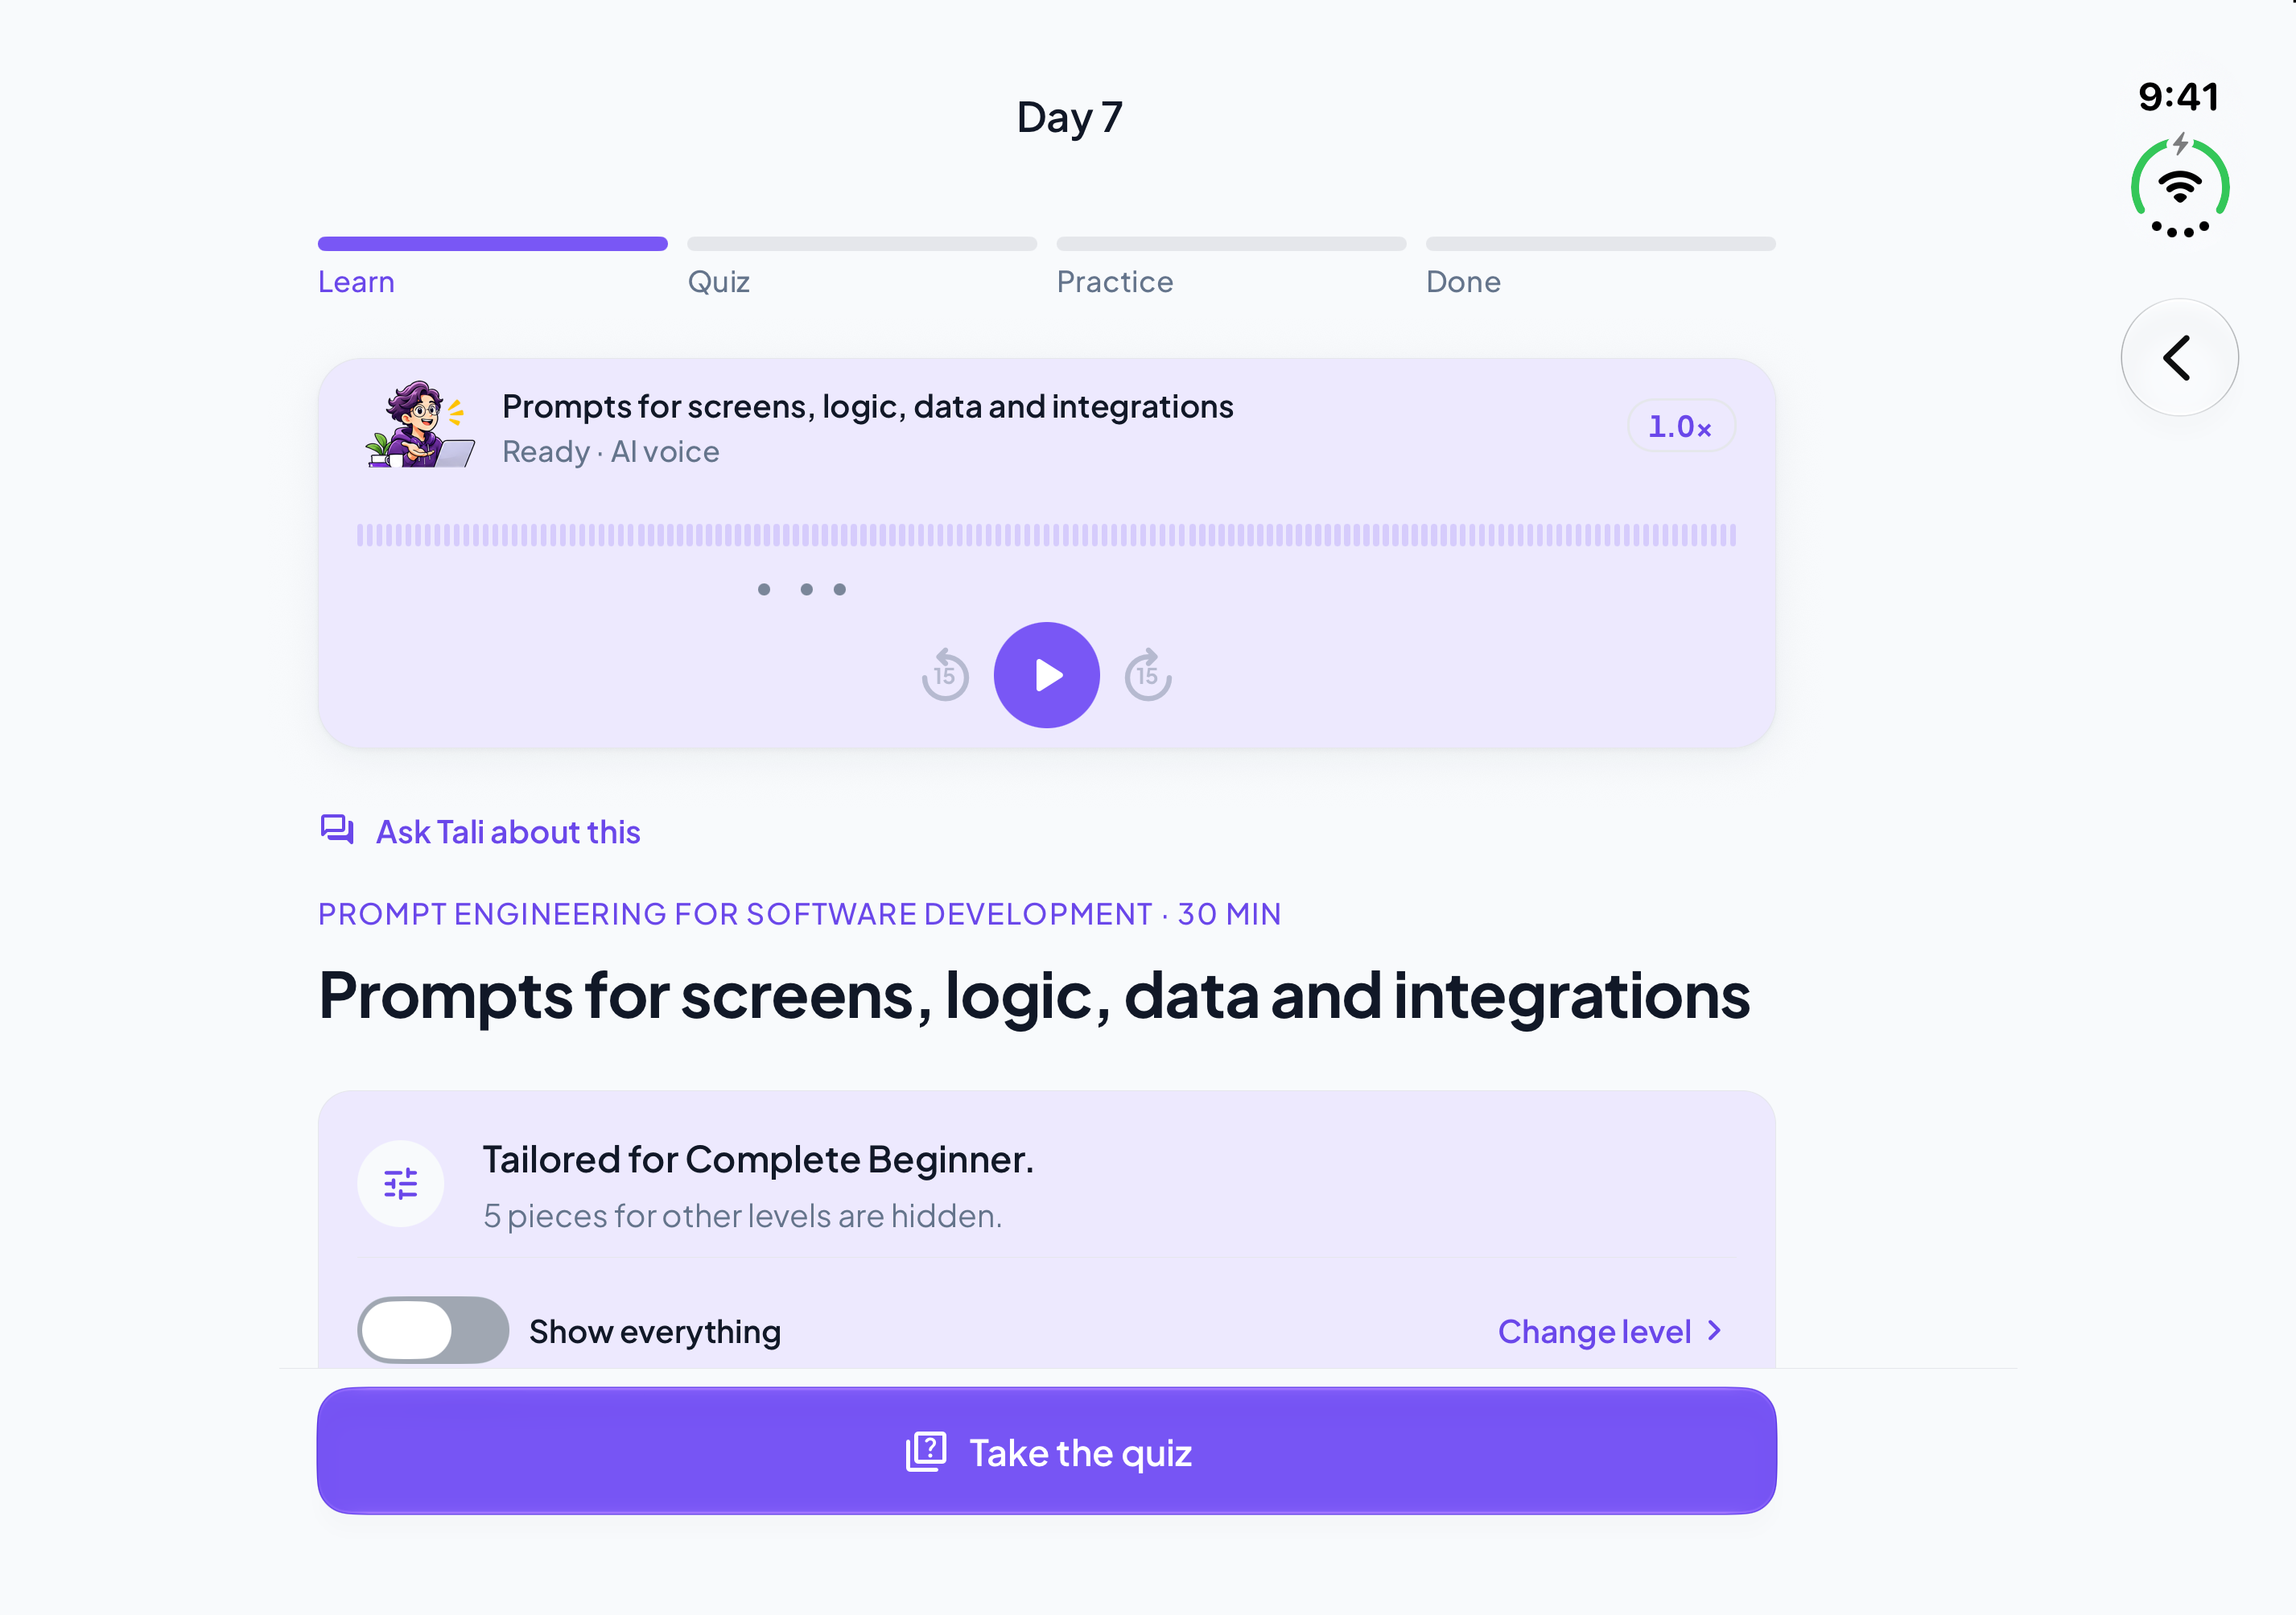 Day 7
9:41
Learn
Quiz
Practice
Done
Prompts for screens, logic, data and integrations
Ready · AI voice
1.0×
15
15
Ask Tali about this
PROMPT ENGINEERING FOR SOFTWARE DEVELOPMENT · 30 MIN
Prompts for screens, logic, data and integrations
Tailored for Complete Beginner.
5 pieces for other levels are hidden.
Show everything
Change level
Take the quiz